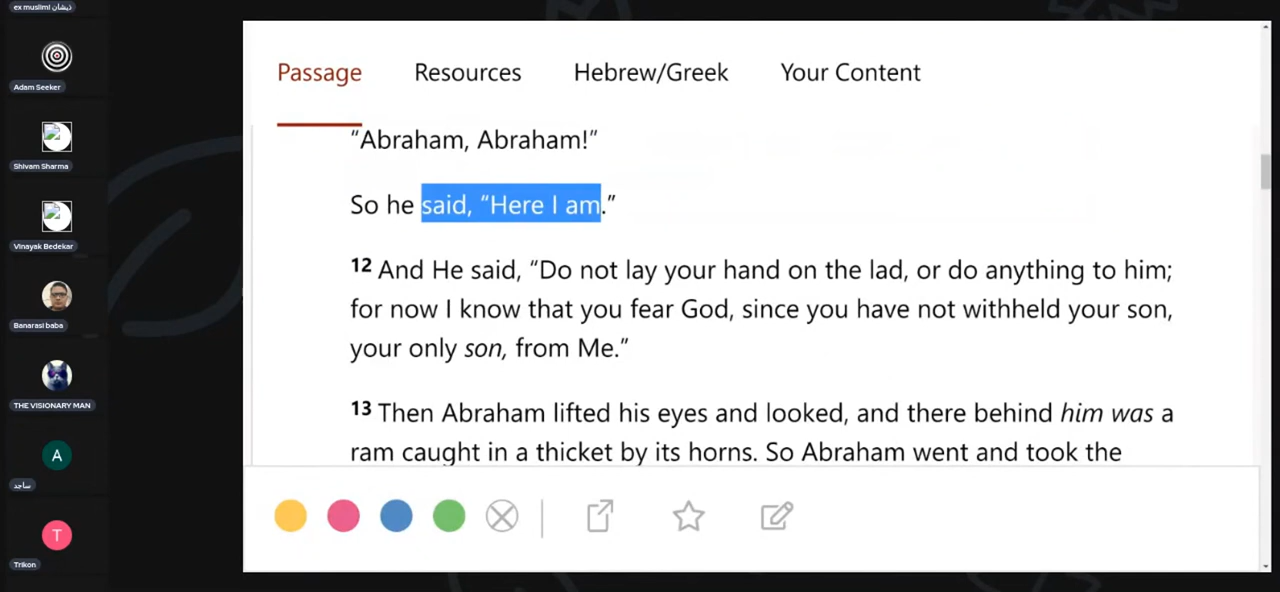 ex muslimi ذیشان
Adam Seeker
Shivam Sharma
Vinayak Bedekar
Banarasi baba
THE VISIONARY MAN
A
ساجد
T
Trikon
Passage Resources Hebrew/Greek Your Content
“Abraham, Abraham!”
So he said, “Here I am.”
12 And He said, “Do not lay your hand on the lad, or do anything to him;
for now I know that you fear God, since you have not withheld your son,
your only son, from Me.”
13 Then Abraham lifted his eyes and looked, and there behind him was a
ram caught in a thicket by its horns. So Abraham went and took the